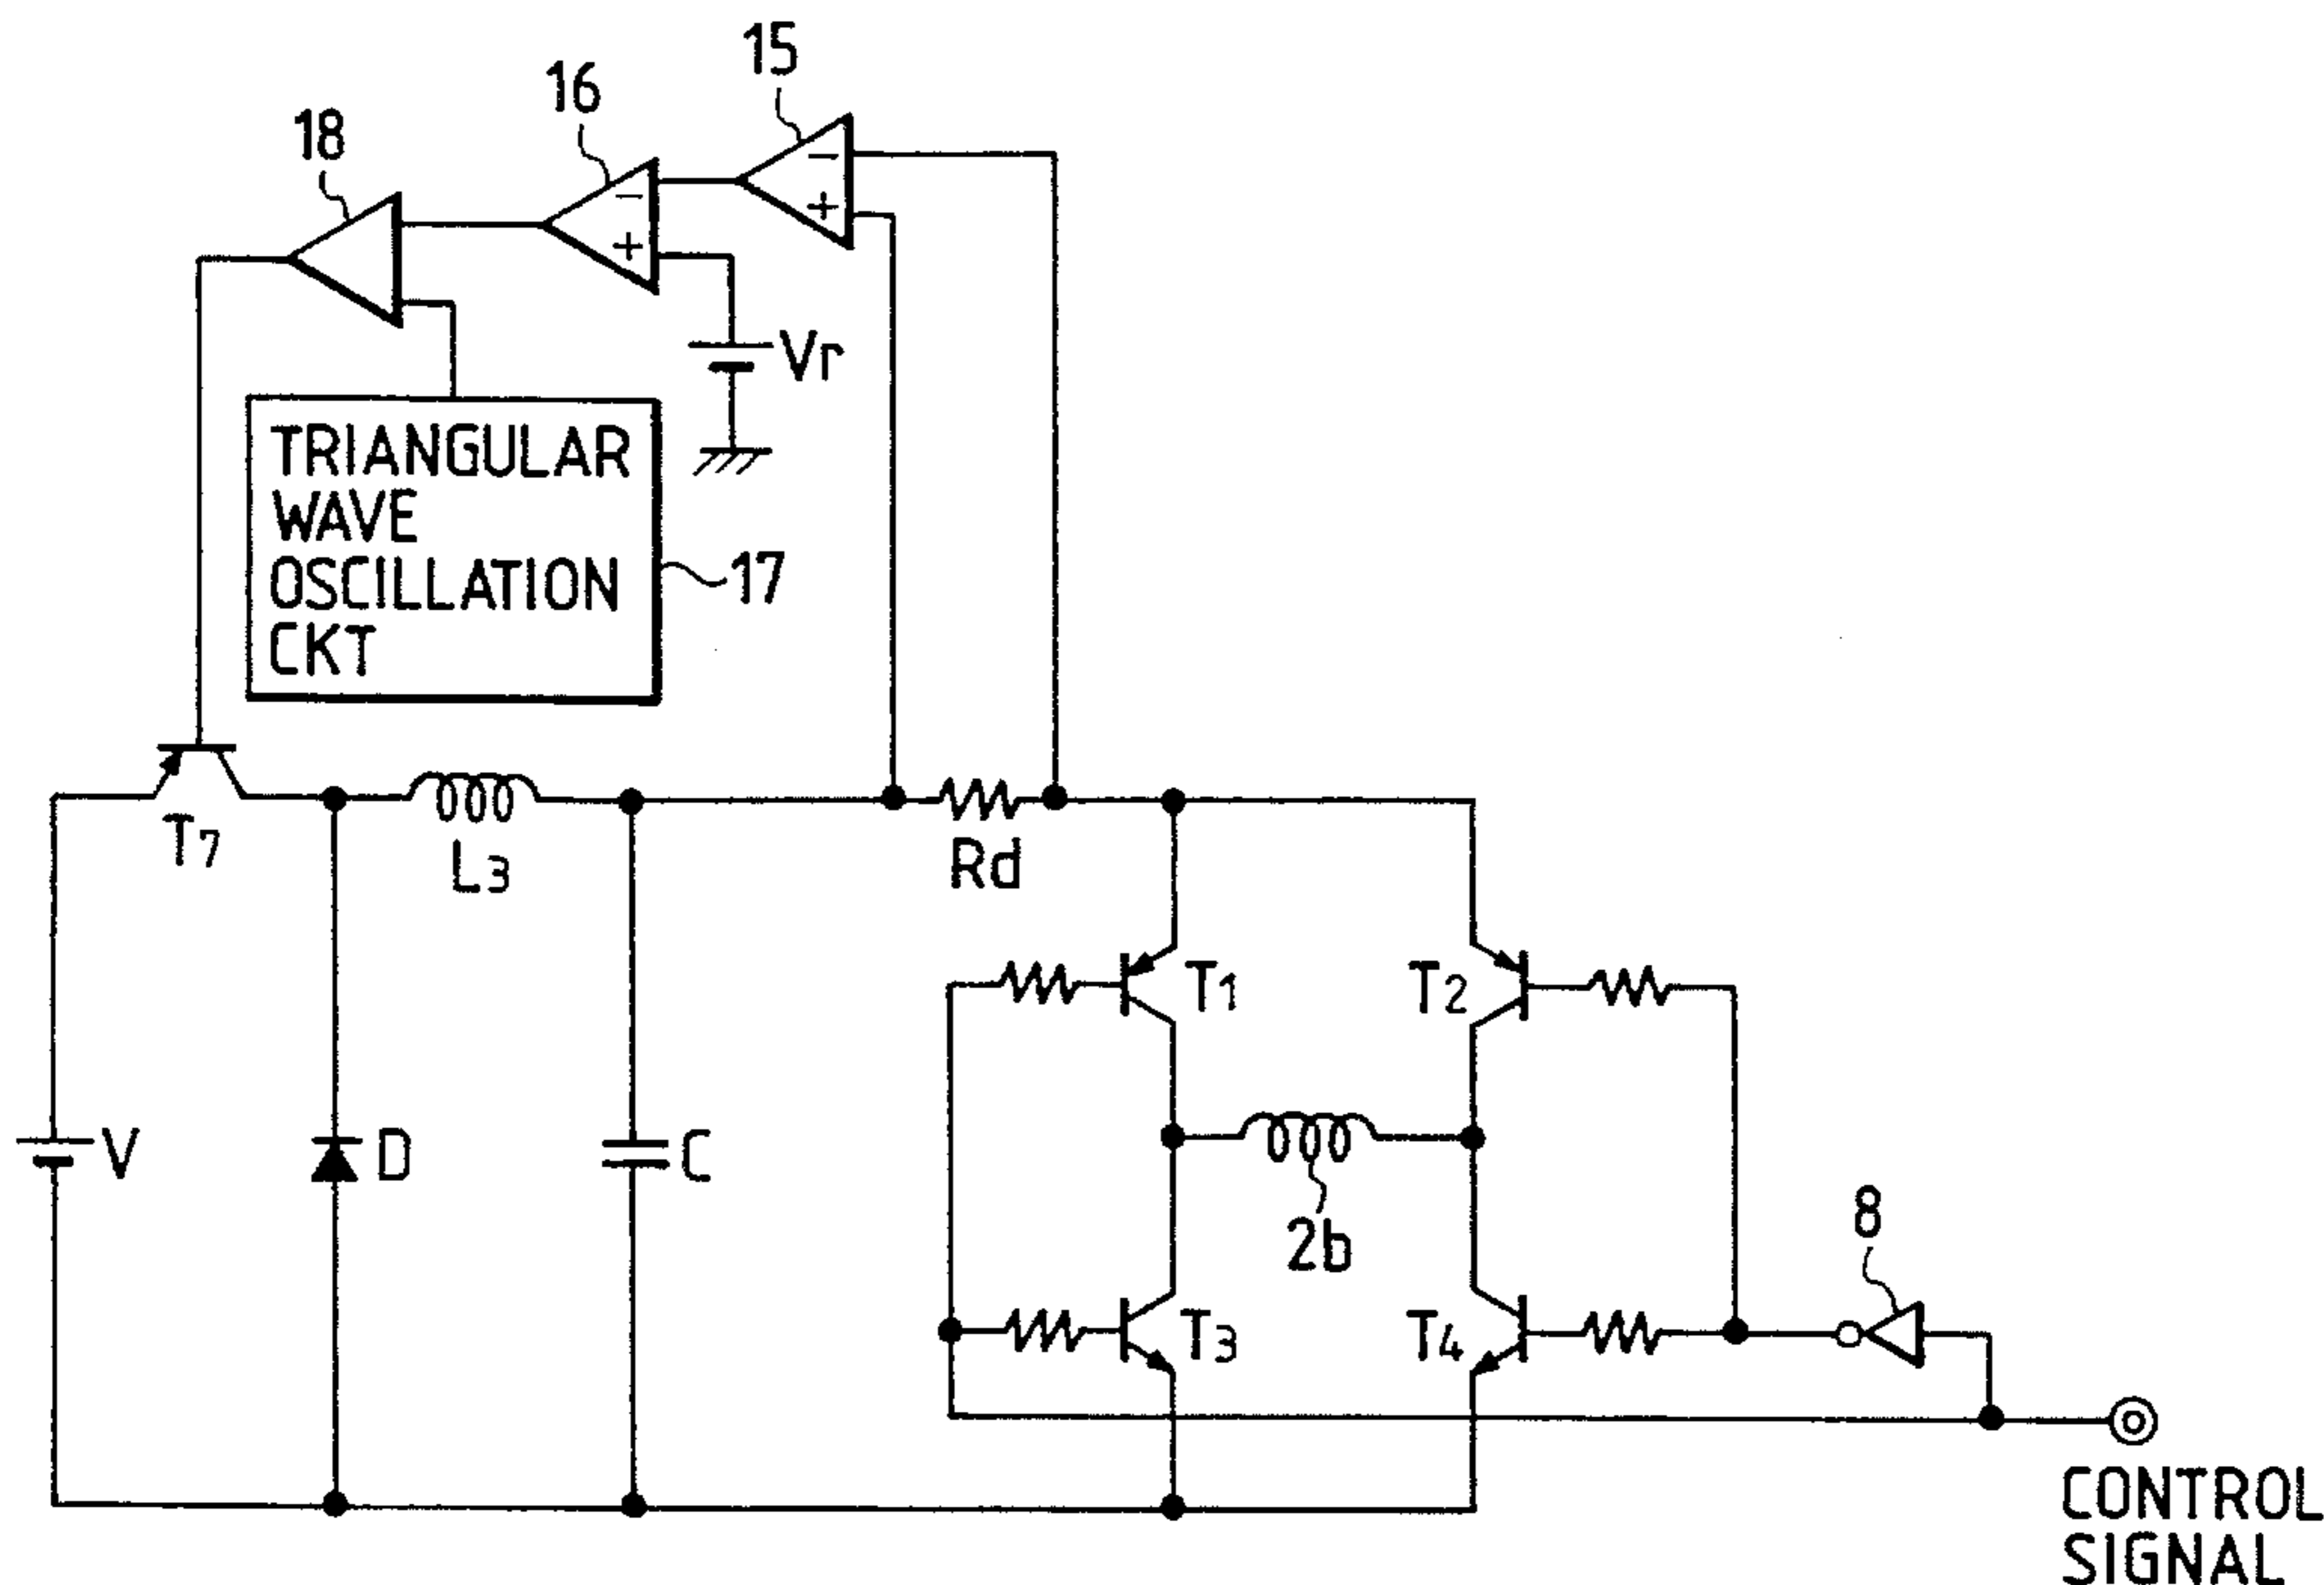 15
16
18
− 
+
−
+
Vr
TRIANGULAR
WAVE
OSCILLATION
CKT
17
T7
L3
Rd
T1
T2
V
D
C
2b
8
T3
T4
CONTROL
SIGNAL